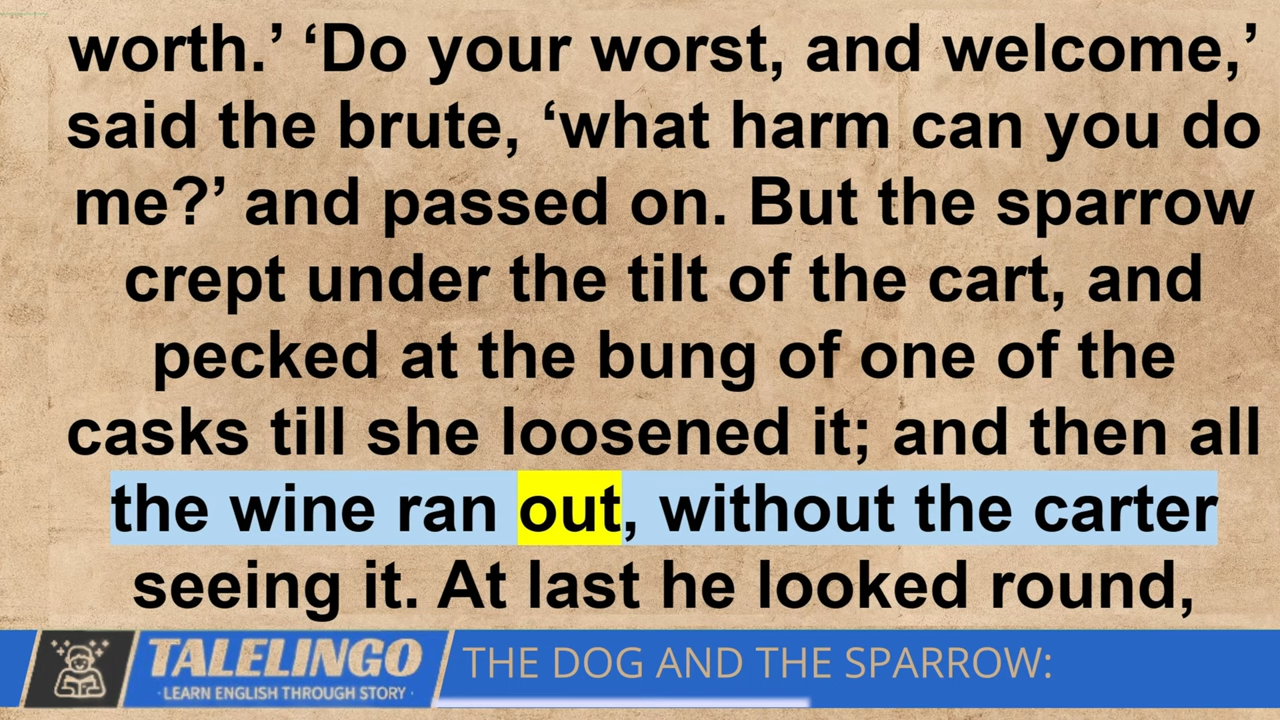 worth.’ ‘Do your worst, and welcome,’
said the brute, ‘what harm can you do
me?’ and passed on. But the sparrow
crept under the tilt of the cart, and
pecked at the bung of one of the
casks till she loosened it; and then all
the wine ran out, without the carter
seeing it. At last he looked round,
TALELINGO
· LEARN ENGLISH THROUGH STORY ·
THE DOG AND THE SPARROW: